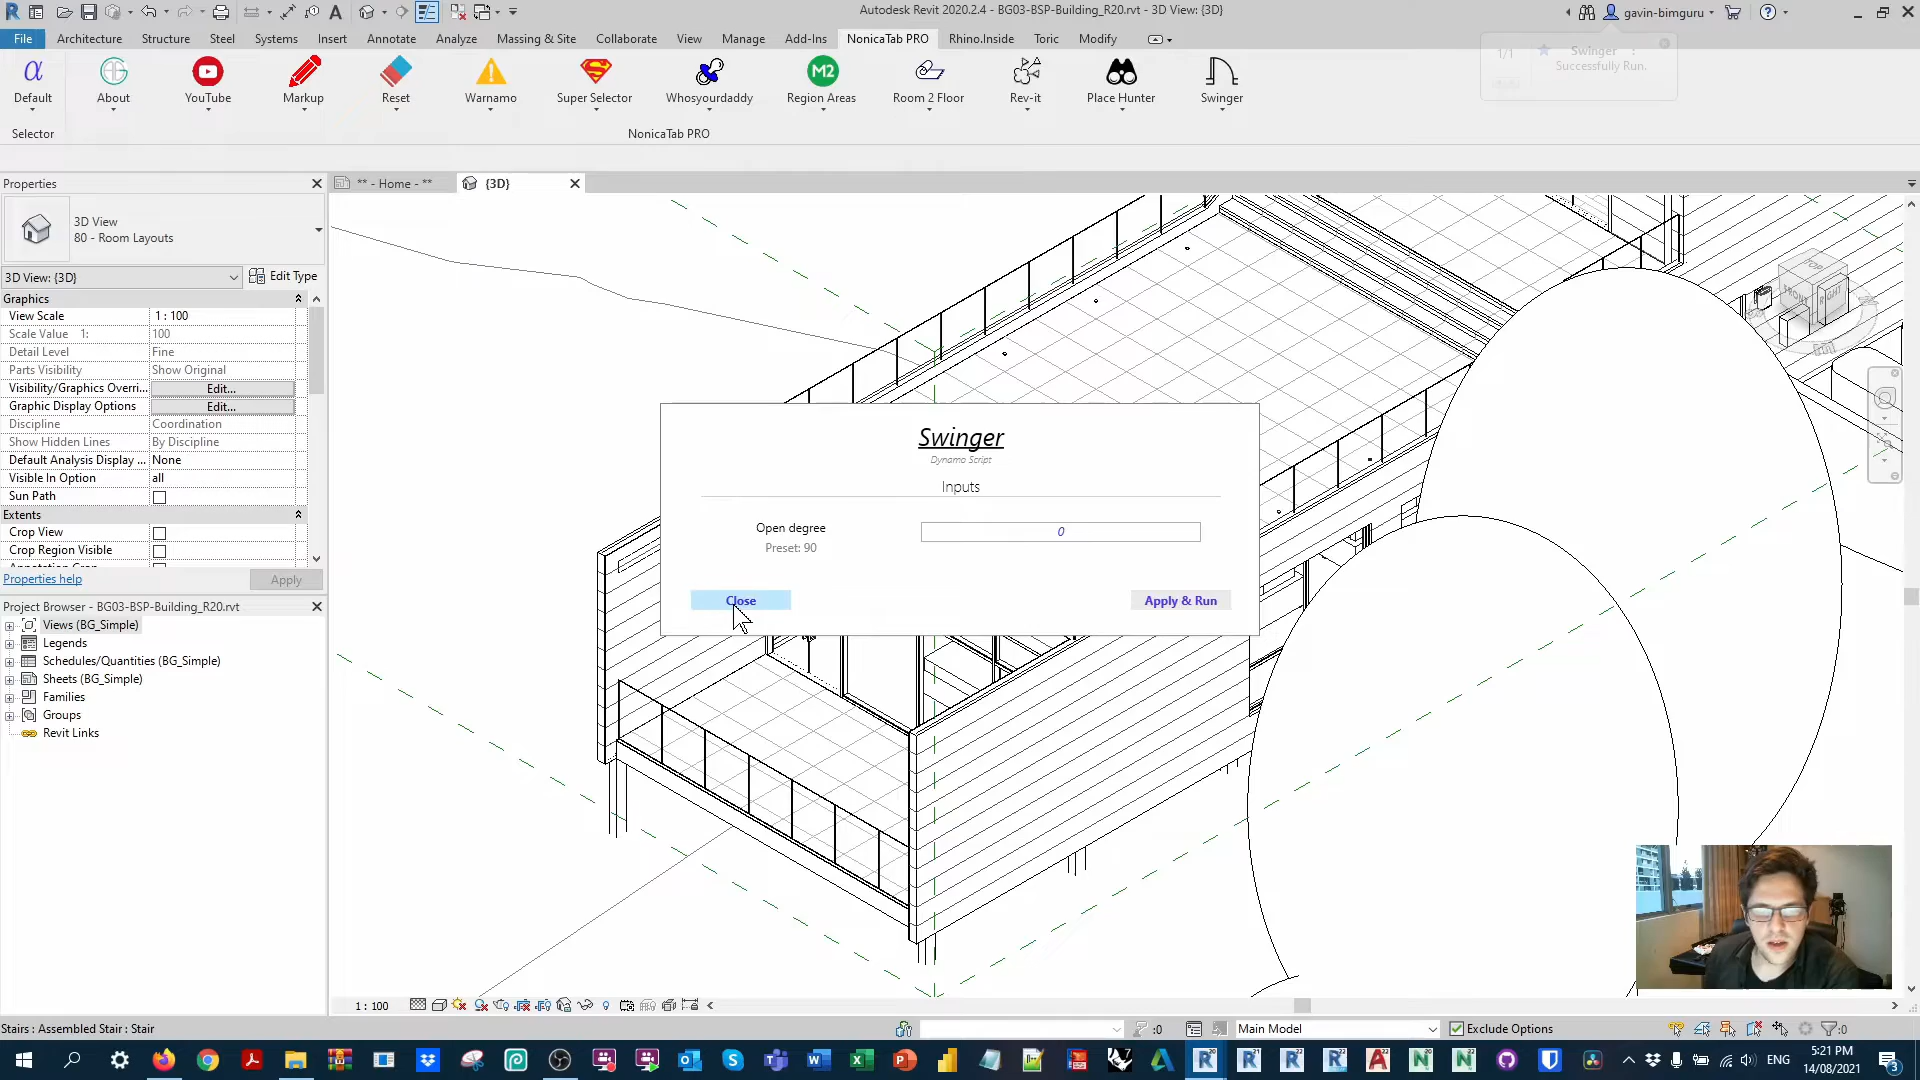 Autodesk Revit 2020.2.4 - BG03-BSP-Building_R20.rvt - 3D View: {3D}
gavin-bimguru
File Architecture Structure Steel Systems Insert Annotate Analyze Massing & Site Collaborate View Manage Add-Ins NonicaTab PRO Rhino.Inside Toric Modify
1/1 Swinger :
Successfully Run.
Default About YouTube Markup Reset Warnamo Super Selector Whosyourdaddy Region Areas Room 2 Floor Rev-it Place Hunter Swinger
M2
Selector NonicaTab PRO
Properties
** - Home - **
{3D}
3D View
80 - Room Layouts
3D View: {3D}
Edit Type
Graphics
View Scale 1 : 100
Scale Value 1: 100
Detail Level Fine
Parts Visibility Show Original
Visibility/Graphics Overri... Edit...
Graphic Display Options Edit...
Discipline Coordination
Show Hidden Lines By Discipline
Default Analysis Display ... None
Visible In Option all
Sun Path
Extents
Crop View
Crop Region Visible
Properties help
Apply
TOP
FRONT
RIGHT
Swinger
Dynamo Script
Inputs
Open degree
0
Preset: 90
Close
Apply & Run
Project Browser - BG03-BSP-Building_R20.rvt
Views (BG_Simple)
Legends
Schedules/Quantities (BG_Simple)
Sheets (BG_Simple)
Families
Groups
Revit Links
1 : 100
Stairs : Assembled Stair : Stair
:0
Main Model
Exclude Options
:0
ENG
5:21 PM
14/08/2021
3